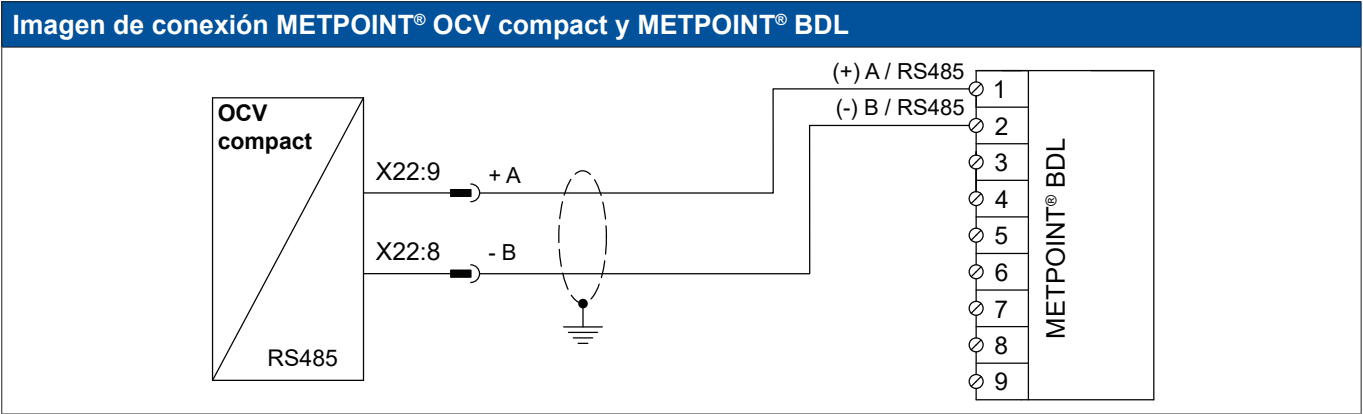 Imagen de conexión METPOINT® OCV compact y METPOINT® BDL
(+) A / RS485
(-) B / RS485
OCV
compact
X22:9
+ A
X22:8
- B
RS485
1
2
3
4
5
6
7
8
9
METPOINT® BDL